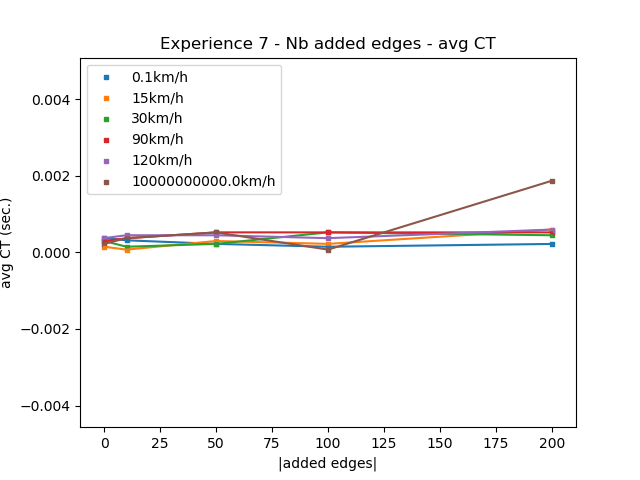 Experience 7 - Nb added edges - avg CT
0.1km/h
15km/h
30km/h
90km/h
120km/h
10000000000.0km/h
avg CT (sec.)
0.004
0.002
0.000
−0.002
−0.004
0 25 50 75 100 125 150 175 200
|added edges|